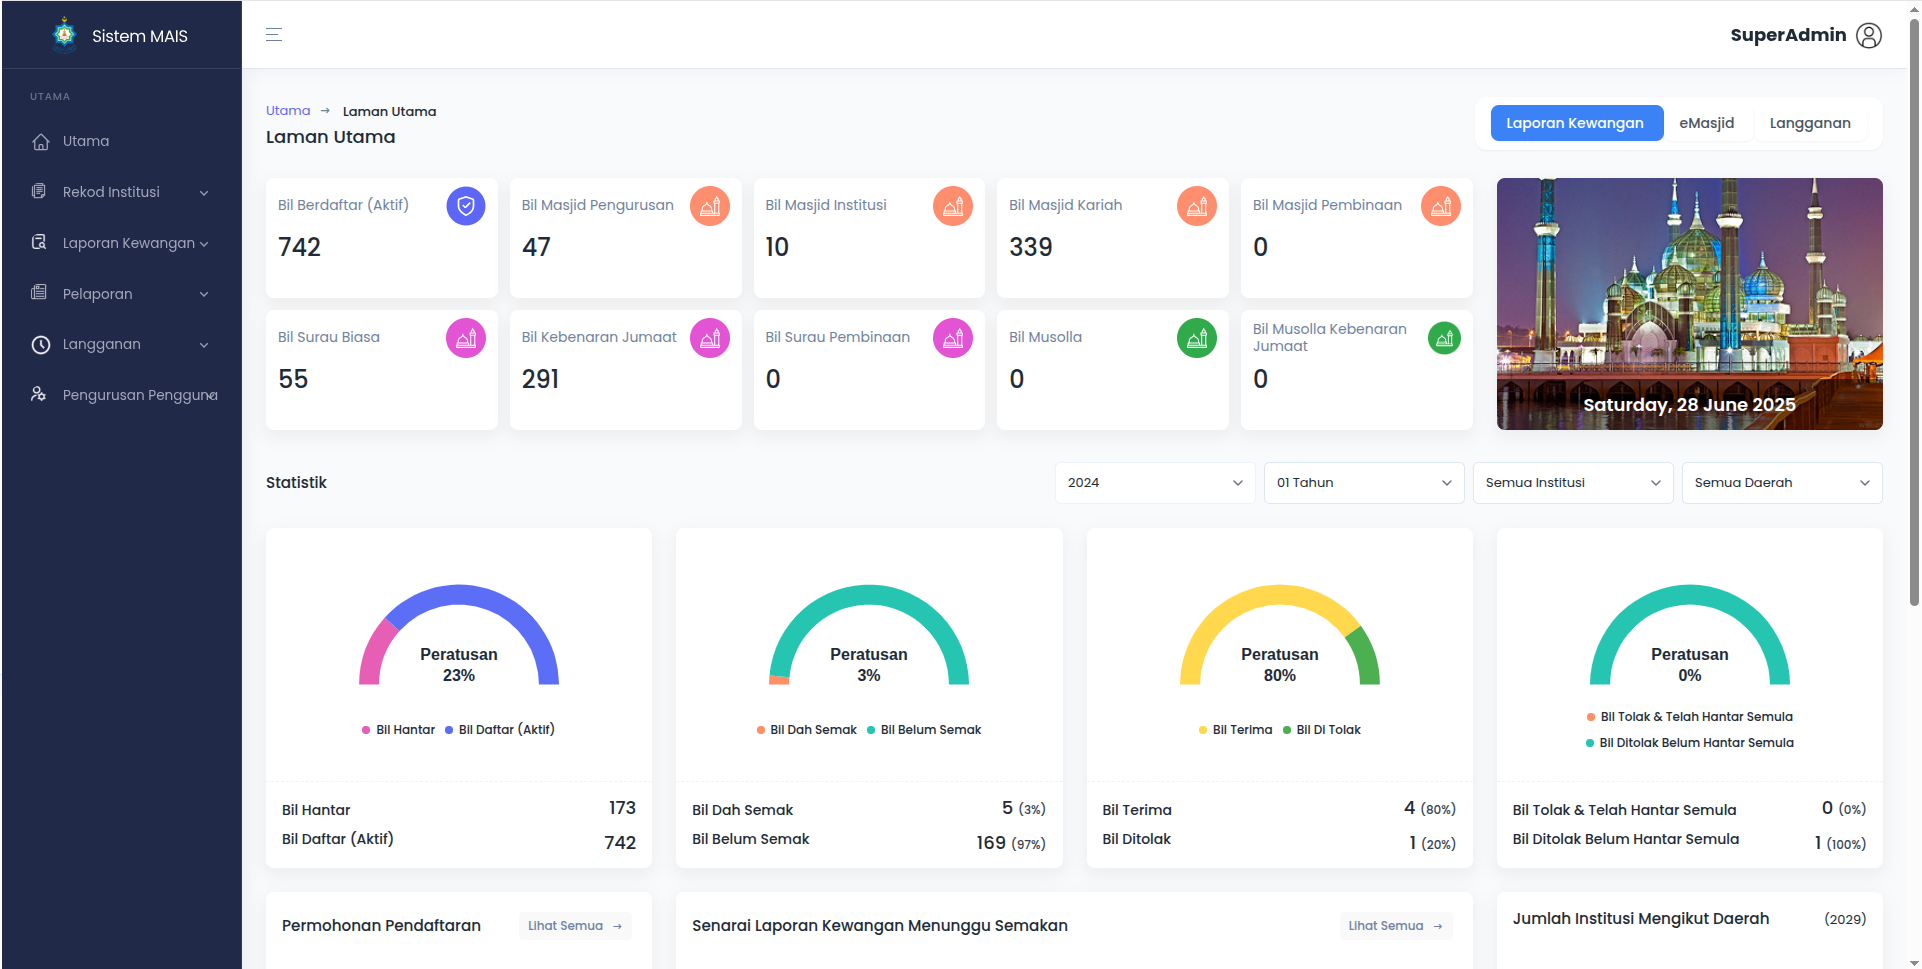 Sistem MAIS
SuperAdmin
UTAMA
Utama
Rekod Institusi
Laporan Kewangan
Pelaporan
Langganan
Pengurusan Pengguna
Utama → Laman Utama
Laman Utama
Laporan Kewangan
eMasjid
Langganan
Bil Berdaftar (Aktif)
742
Bil Masjid Pengurusan
47
Bil Masjid Institusi
10
Bil Masjid Kariah
339
Bil Masjid Pembinaan
0
Bil Surau Biasa
55
Bil Kebenaran Jumaat
291
Bil Surau Pembinaan
0
Bil Musolla
0
Bil Musolla Kebenaran
Jumaat
0
Saturday, 28 June 2025
Statistik
2024
01 Tahun
Semua Institusi
Semua Daerah
Peratusan
23%
Bil Hantar
Bil Daftar (Aktif)
Bil Hantar 173
Bil Daftar (Aktif) 742
Peratusan
3%
Bil Dah Semak
Bil Belum Semak
Bil Dah Semak 5 (3%)
Bil Belum Semak 169 (97%)
Peratusan
80%
Bil Terima
Bil Di Tolak
Bil Terima 4 (80%)
Bil Ditolak 1 (20%)
Peratusan
0%
Bil Tolak & Telah Hantar Semula
Bil Ditolak Belum Hantar Semula
Bil Tolak & Telah Hantar Semula 0 (0%)
Bil Ditolak Belum Hantar Semula 1 (100%)
Permohonan Pendaftaran
Lihat Semua →
Senarai Laporan Kewangan Menunggu Semakan
Lihat Semua →
Jumlah Institusi Mengikut Daerah (2029)